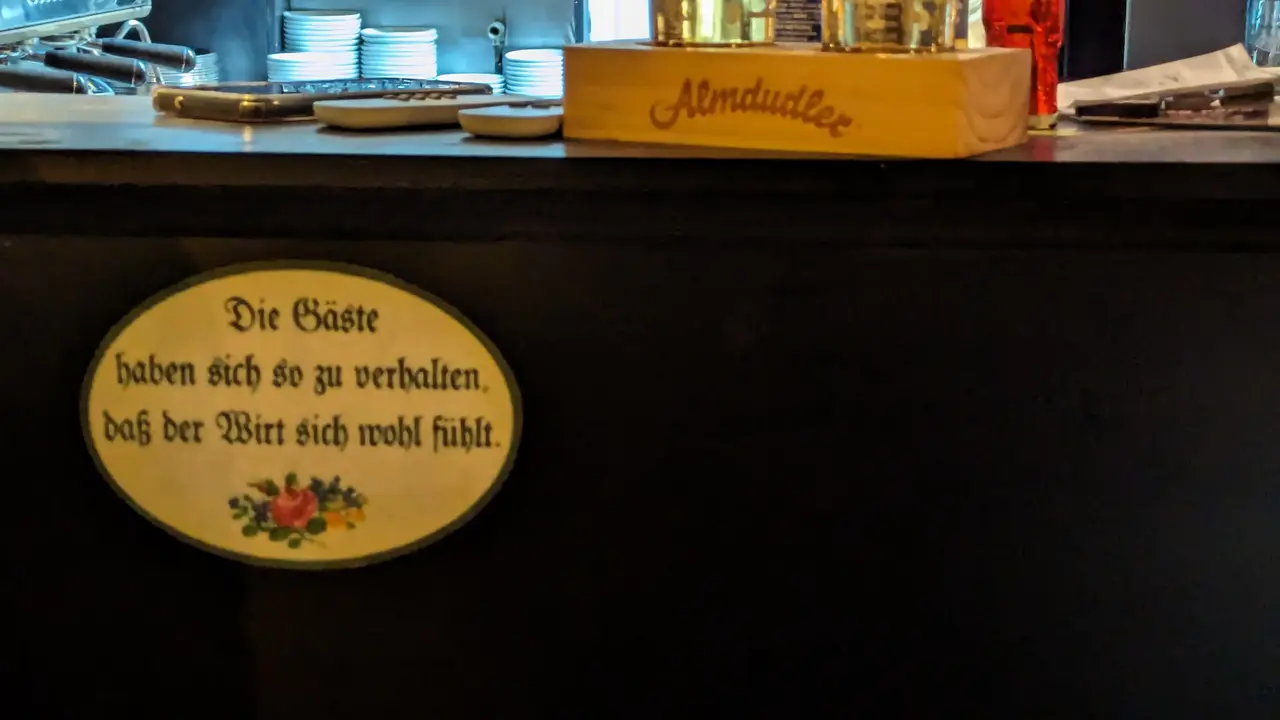 Almdudler
Die Gäste
haben sich so zu verhalten,
daß der Wirt sich wohl fühlt.